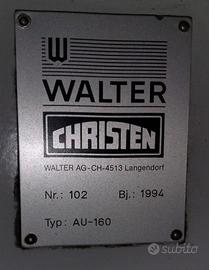 W
WALTER
CHRISTEN
WALTER AG-CH-4513 Langendorf
Nr.: 102 Bj.: 1994
Typ: AU-160
subito